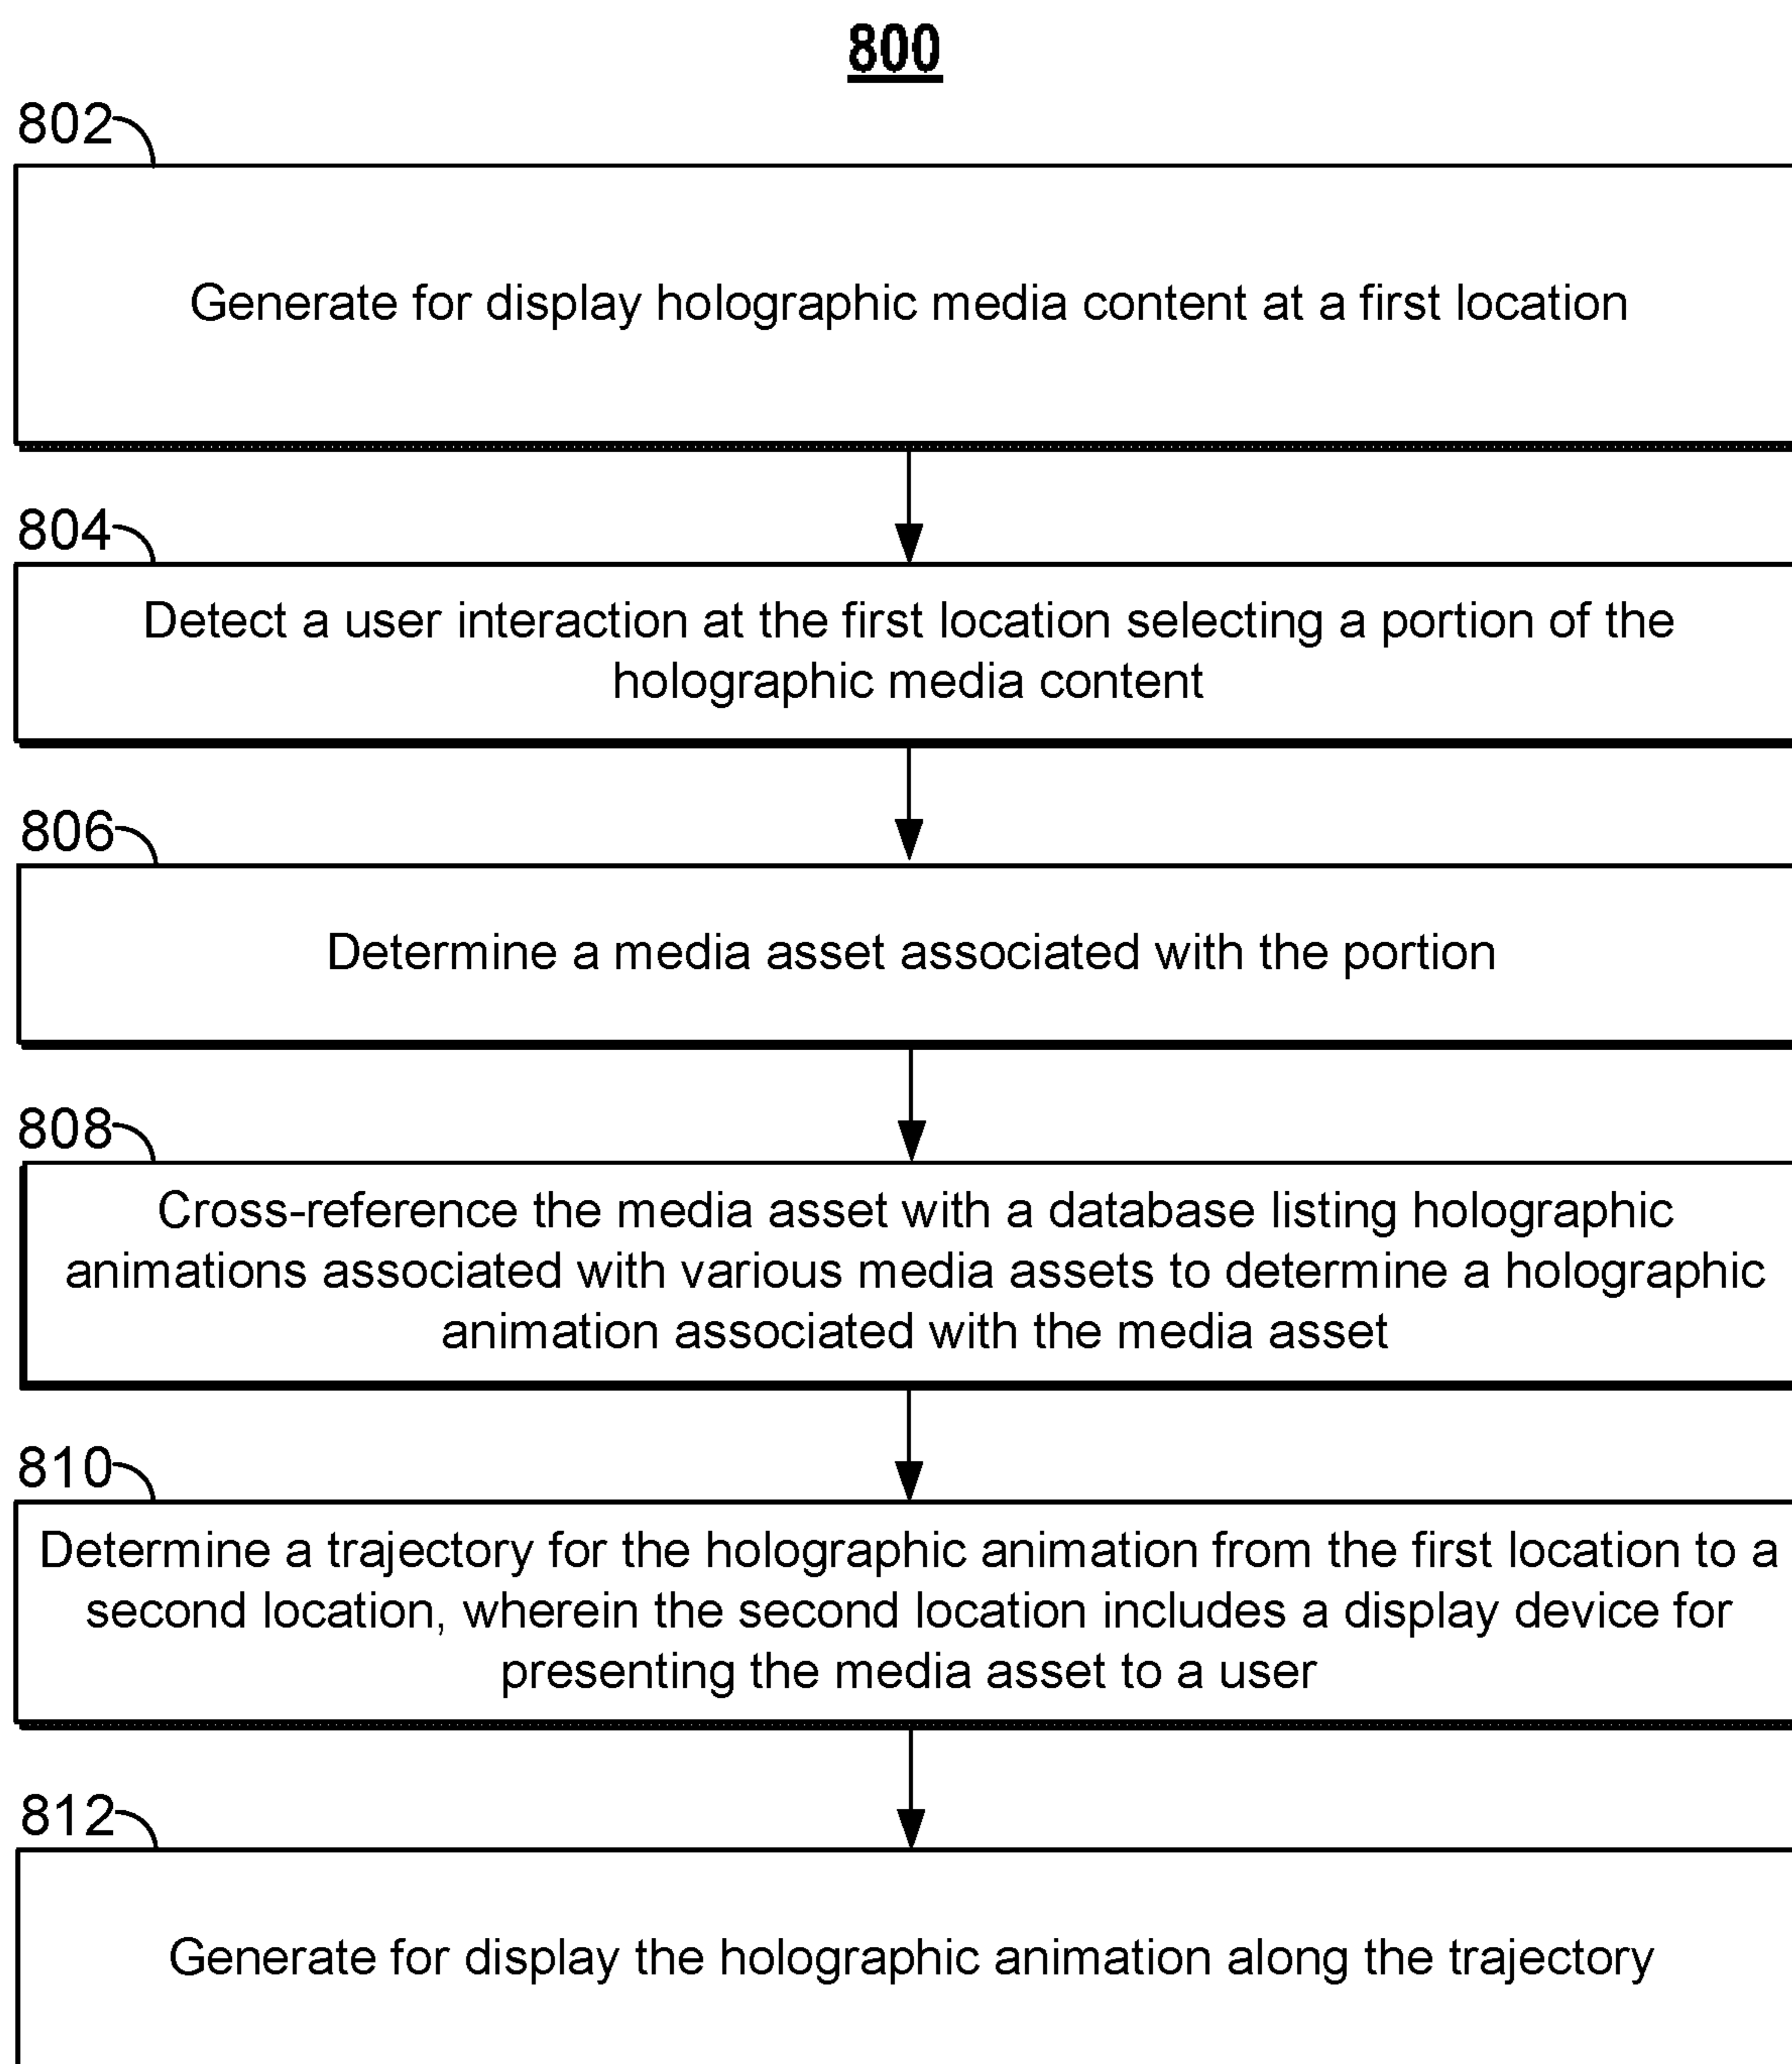 800
802
Generate for display holographic media content at a first location
804
Detect a user interaction at the first location selecting a portion of the
holographic media content
806
Determine a media asset associated with the portion
808
Cross-reference the media asset with a database listing holographic
animations associated with various media assets to determine a holographic
animation associated with the media asset
810
Determine a trajectory for the holographic animation from the first location to a
second location, wherein the second location includes a display device for
presenting the media asset to a user
812
Generate for display the holographic animation along the trajectory